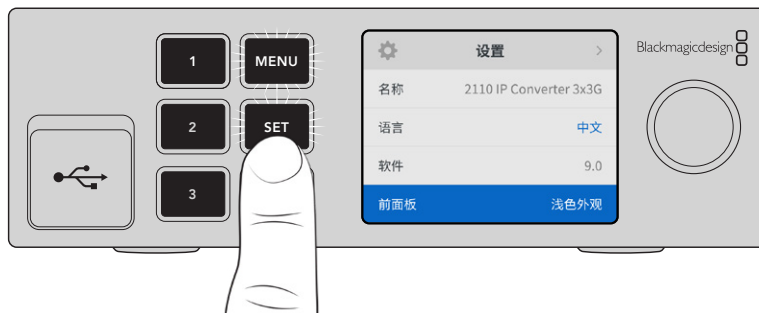 1
MENU
2
SET
3
设置
名称 2110 IP Converter 3x3G
语言 中文
软件 9.0
前面板 浅色外观
Blackmagicdesign